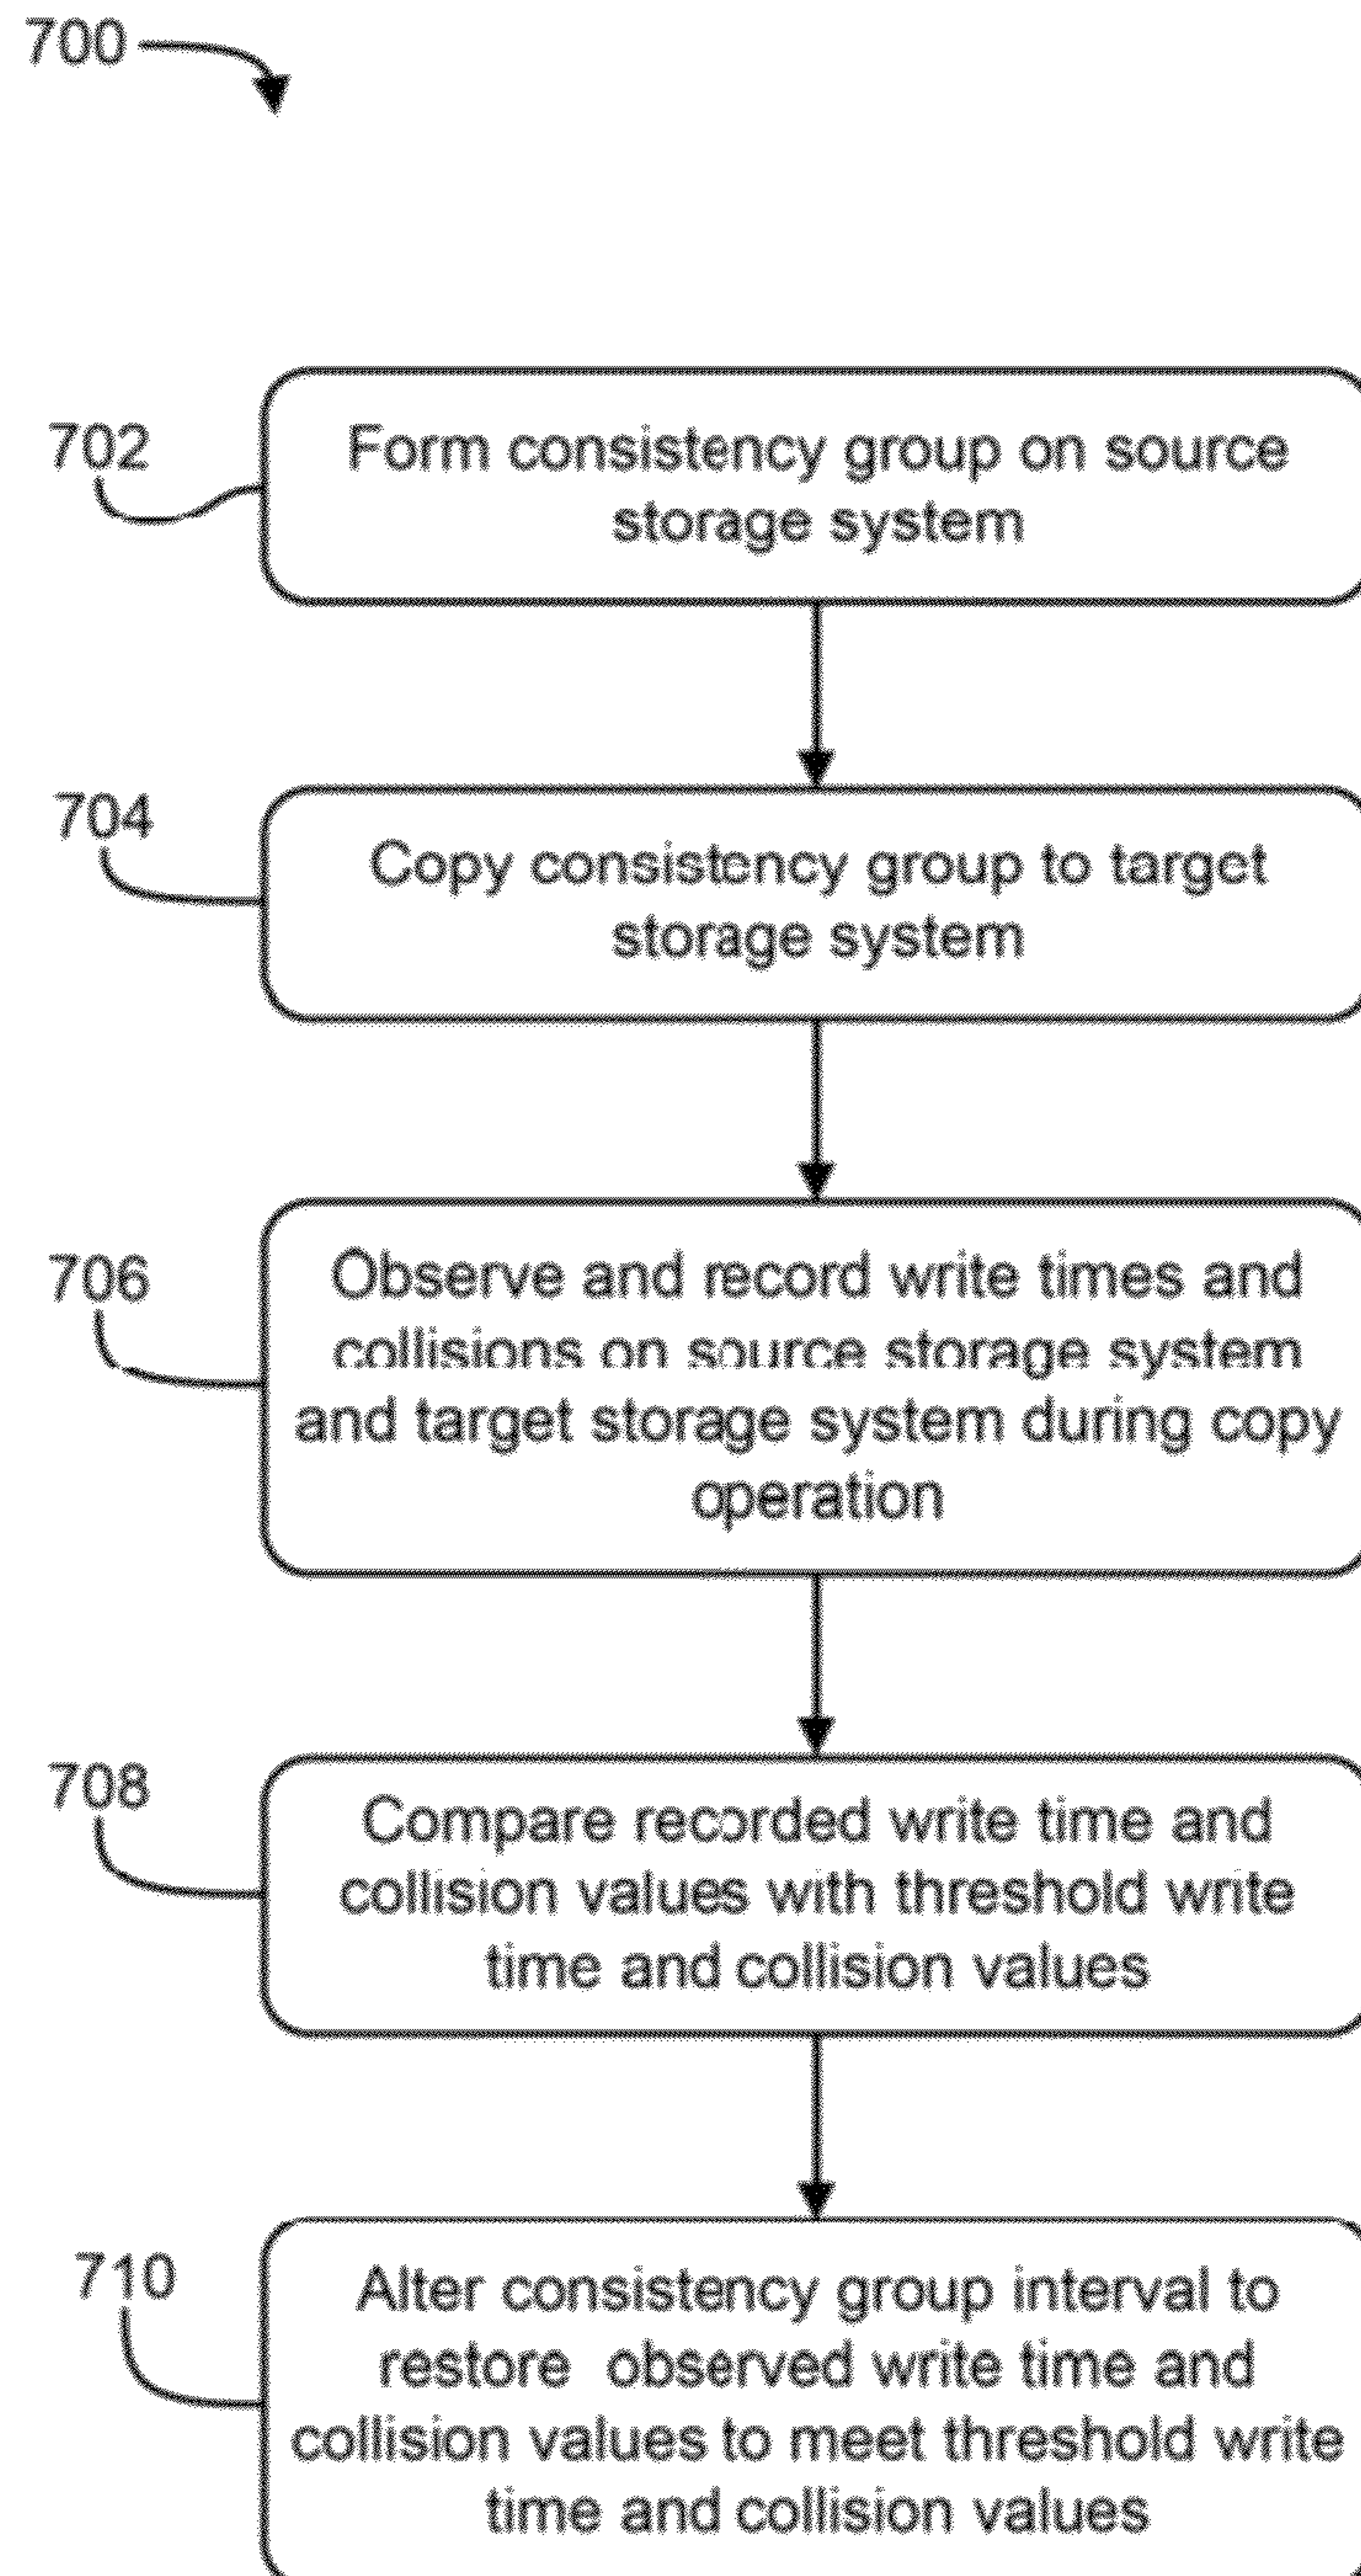 700
702
Form consistency group on source
storage system
704
Copy consistency group to target
storage system
706
Observe and record write times and
collisions on source storage system
and target storage system during copy
operation
708
Compare recorded write time and
collision values with threshold write
time and collision values
710
Alter consistency group interval to
restore observed write time and
collision values to meet threshold write
time and collision values